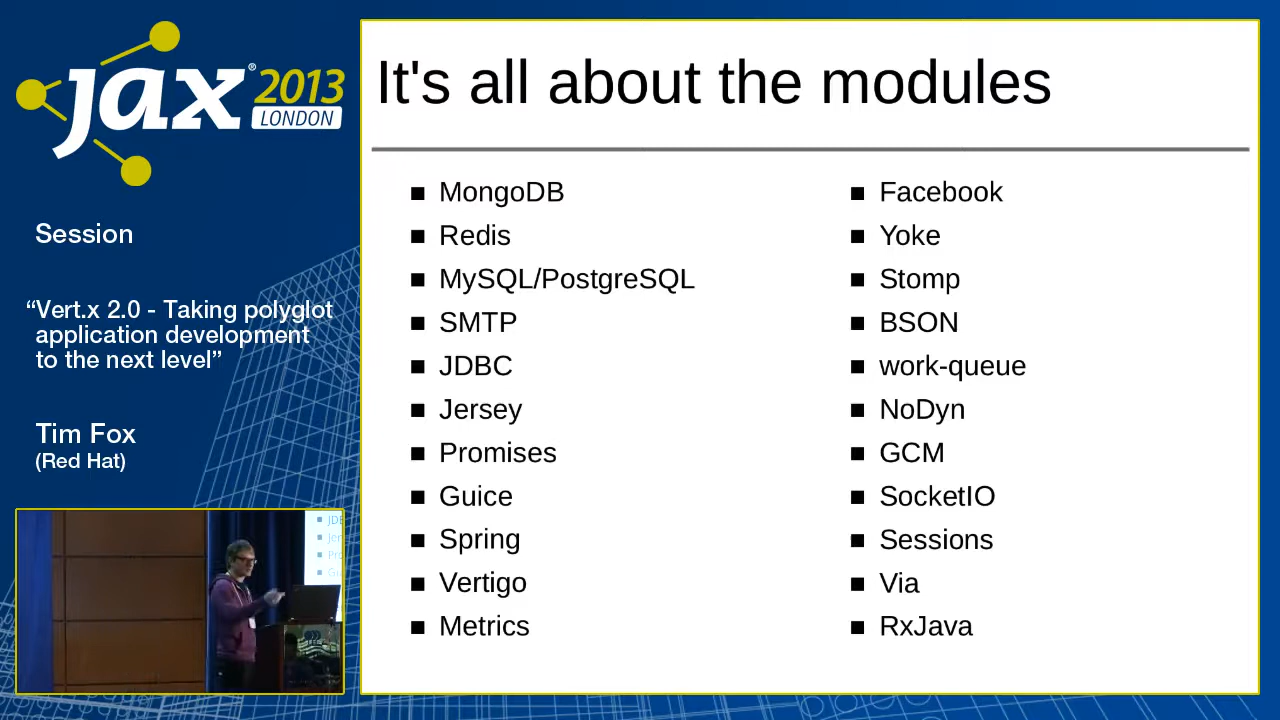 jax® 2013
LONDON
Session
“Vert.x 2.0 - Taking polyglot
application development
to the next level”
Tim Fox
(Red Hat)
It's all about the modules
MongoDB
Redis
MySQL/PostgreSQL
SMTP
JDBC
Jersey
Promises
Guice
Spring
Vertigo
Metrics
Facebook
Yoke
Stomp
BSON
work-queue
NoDyn
GCM
SocketIO
Sessions
Via
RxJava